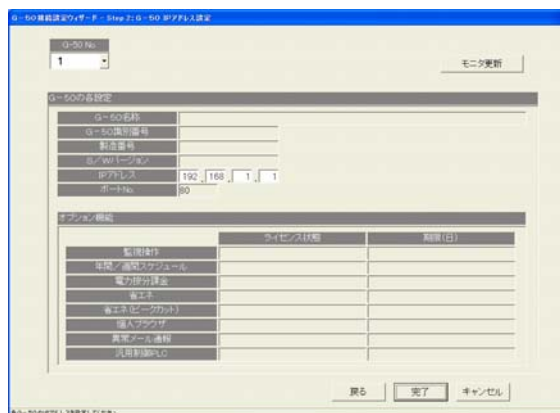 G-50接続設定ウィザード - Step 2: G-50 IPアドレス設定
G-50 No.
1
モニタ更新
G-50の各設定
G-50名称
G-50識別番号
製造番号
S/Wバージョン
IPアドレス 192 . 168 . 1 . 1
ポートNo. 80
オプション機能
ライセンス状態 期限(日)
監視操作
年間/週間スケジュール
電力按分課金
省エネ
省エネ(ピークカット)
個人ブラウザ
異常メール通報
汎用制御PLC
戻る 完了 キャンセル